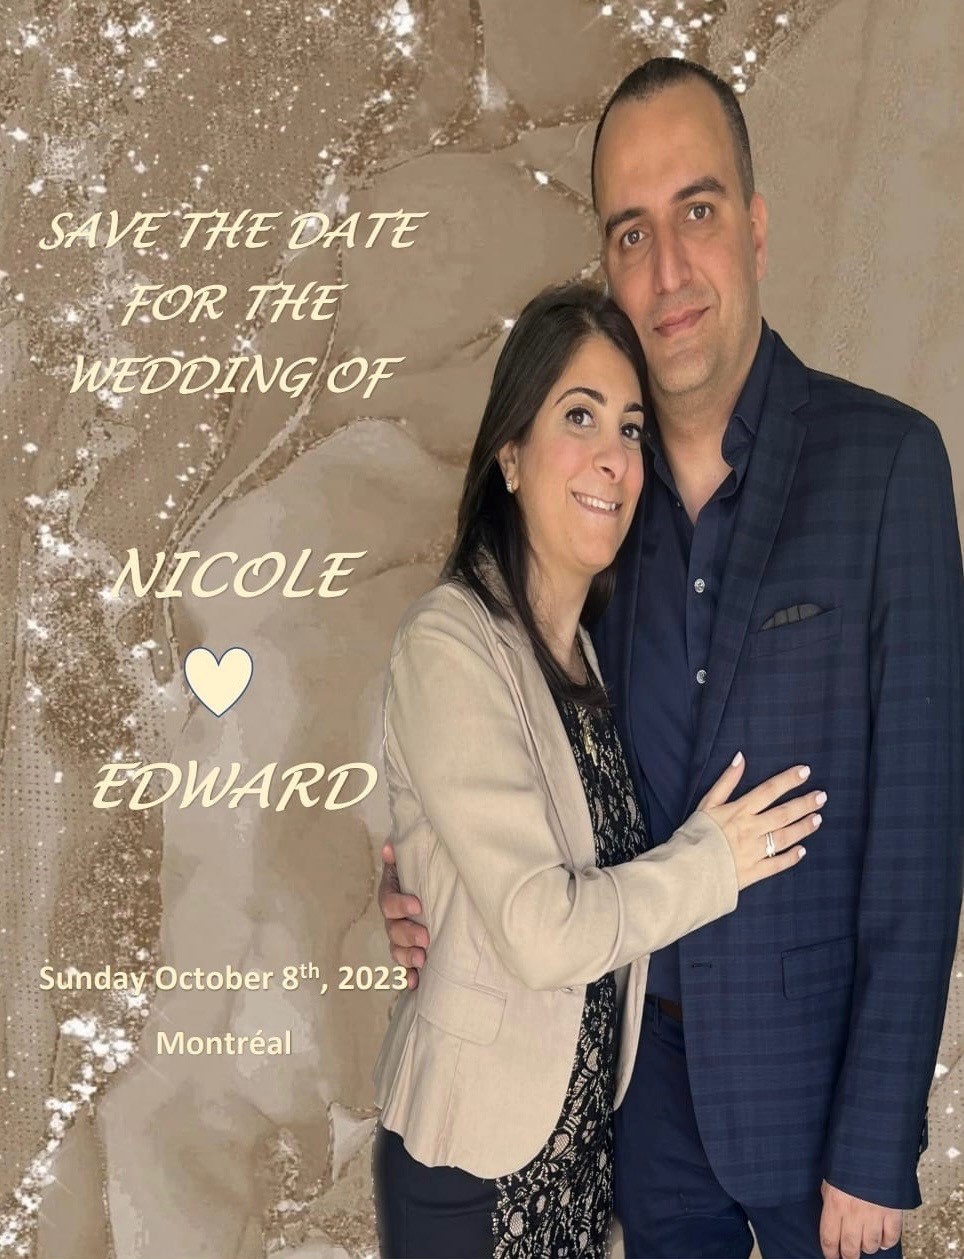 SAVE THE DATE
FOR THE
WEDDING OF
NICOLE
EDWARD
Sunday October 8th, 2023
Montréal